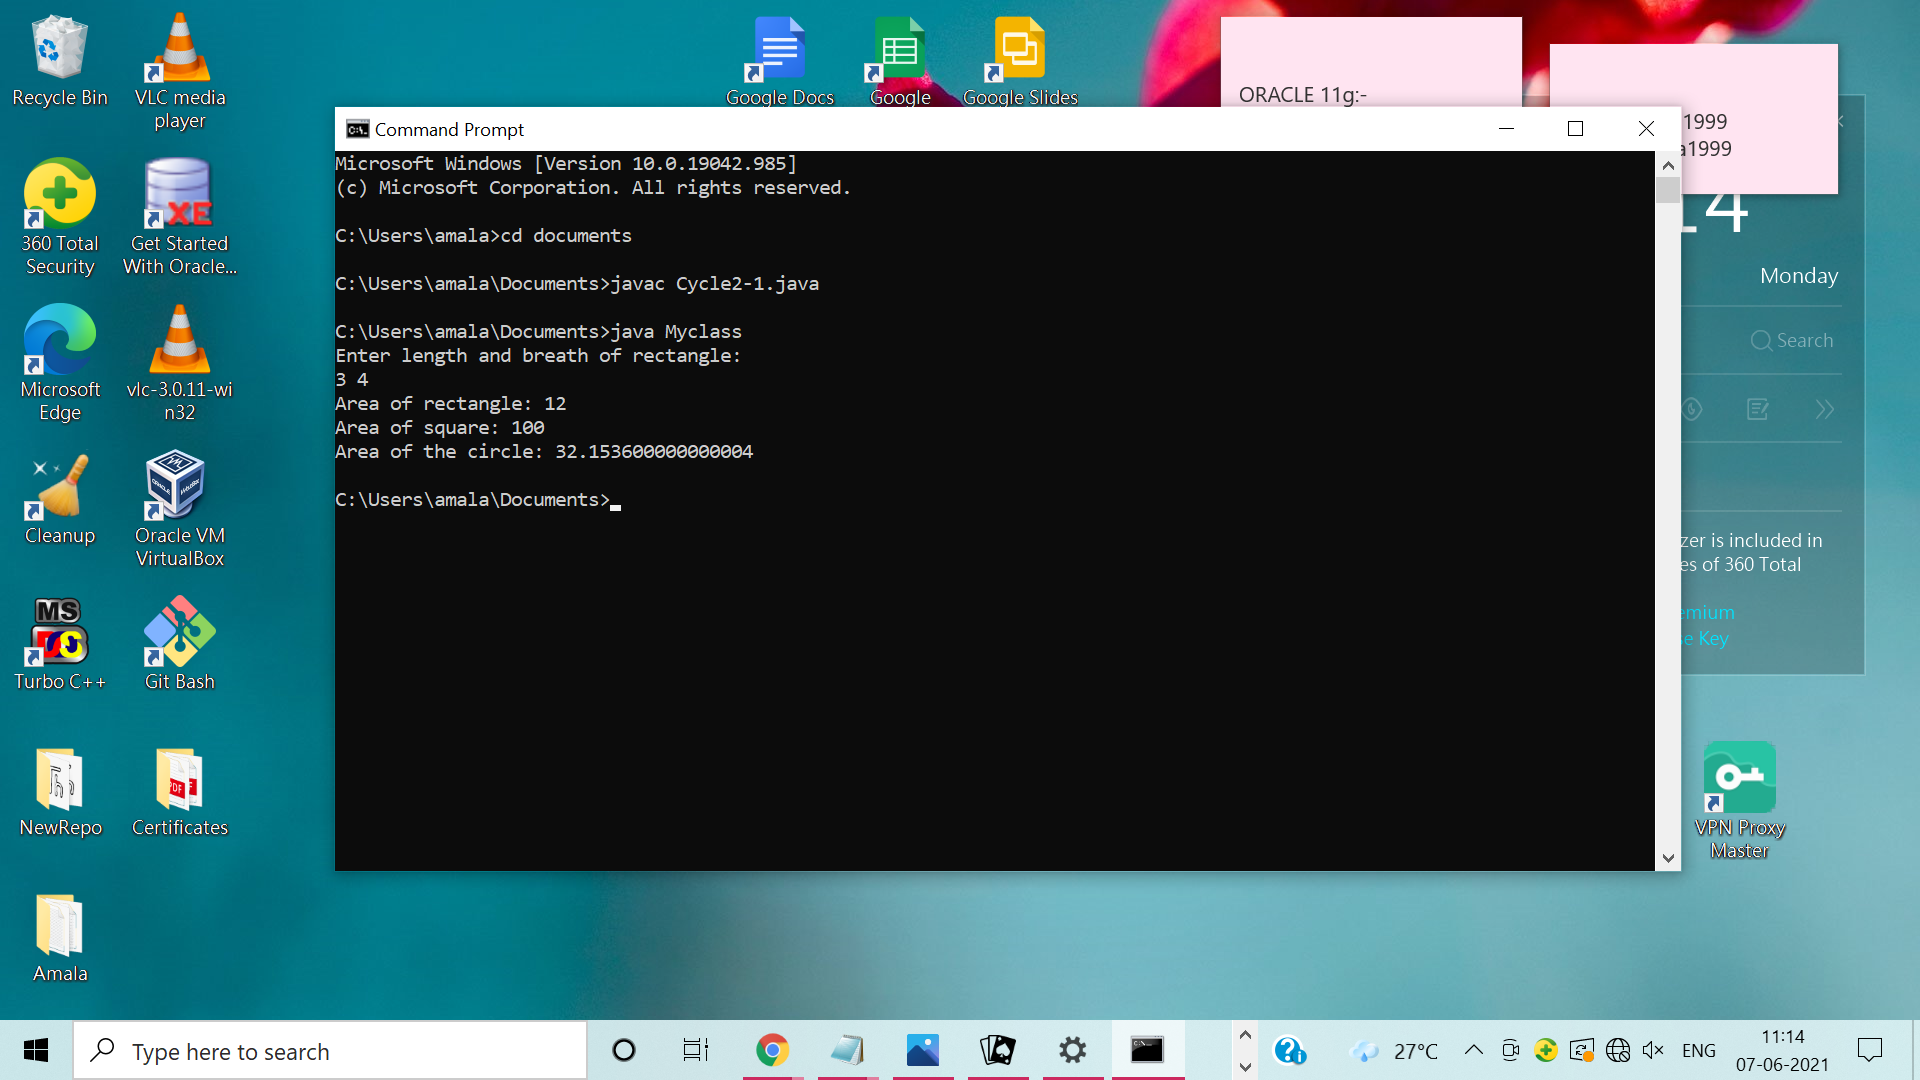 Recycle Bin
VLC media
player
Google Docs
Google
Google Slides
ORACLE 11g:-
1999
a1999
360 Total
Security
Get Started
With Oracle...
Microsoft
Edge
vlc-3.0.11-wi
n32
Cleanup
Oracle VM
VirtualBox
MS
Turbo C++
Git Bash
NewRepo
PDF
Certificates
Amala
Command Prompt
Microsoft Windows [Version 10.0.19042.985]
(c) Microsoft Corporation. All rights reserved.
C:\Users\amala>cd documents
C:\Users\amala\Documents>javac Cycle2-1.java
C:\Users\amala\Documents>java Myclass
Enter length and breath of rectangle:
3 4
Area of rectangle: 12
Area of square: 100
Area of the circle: 32.153600000000004
C:\Users\amala\Documents>
14
Monday
Search
zer is included in
es of 360 Total
emium
se Key
VPN Proxy
Master
Type here to search
27°C
ENG
11:14
07-06-2021